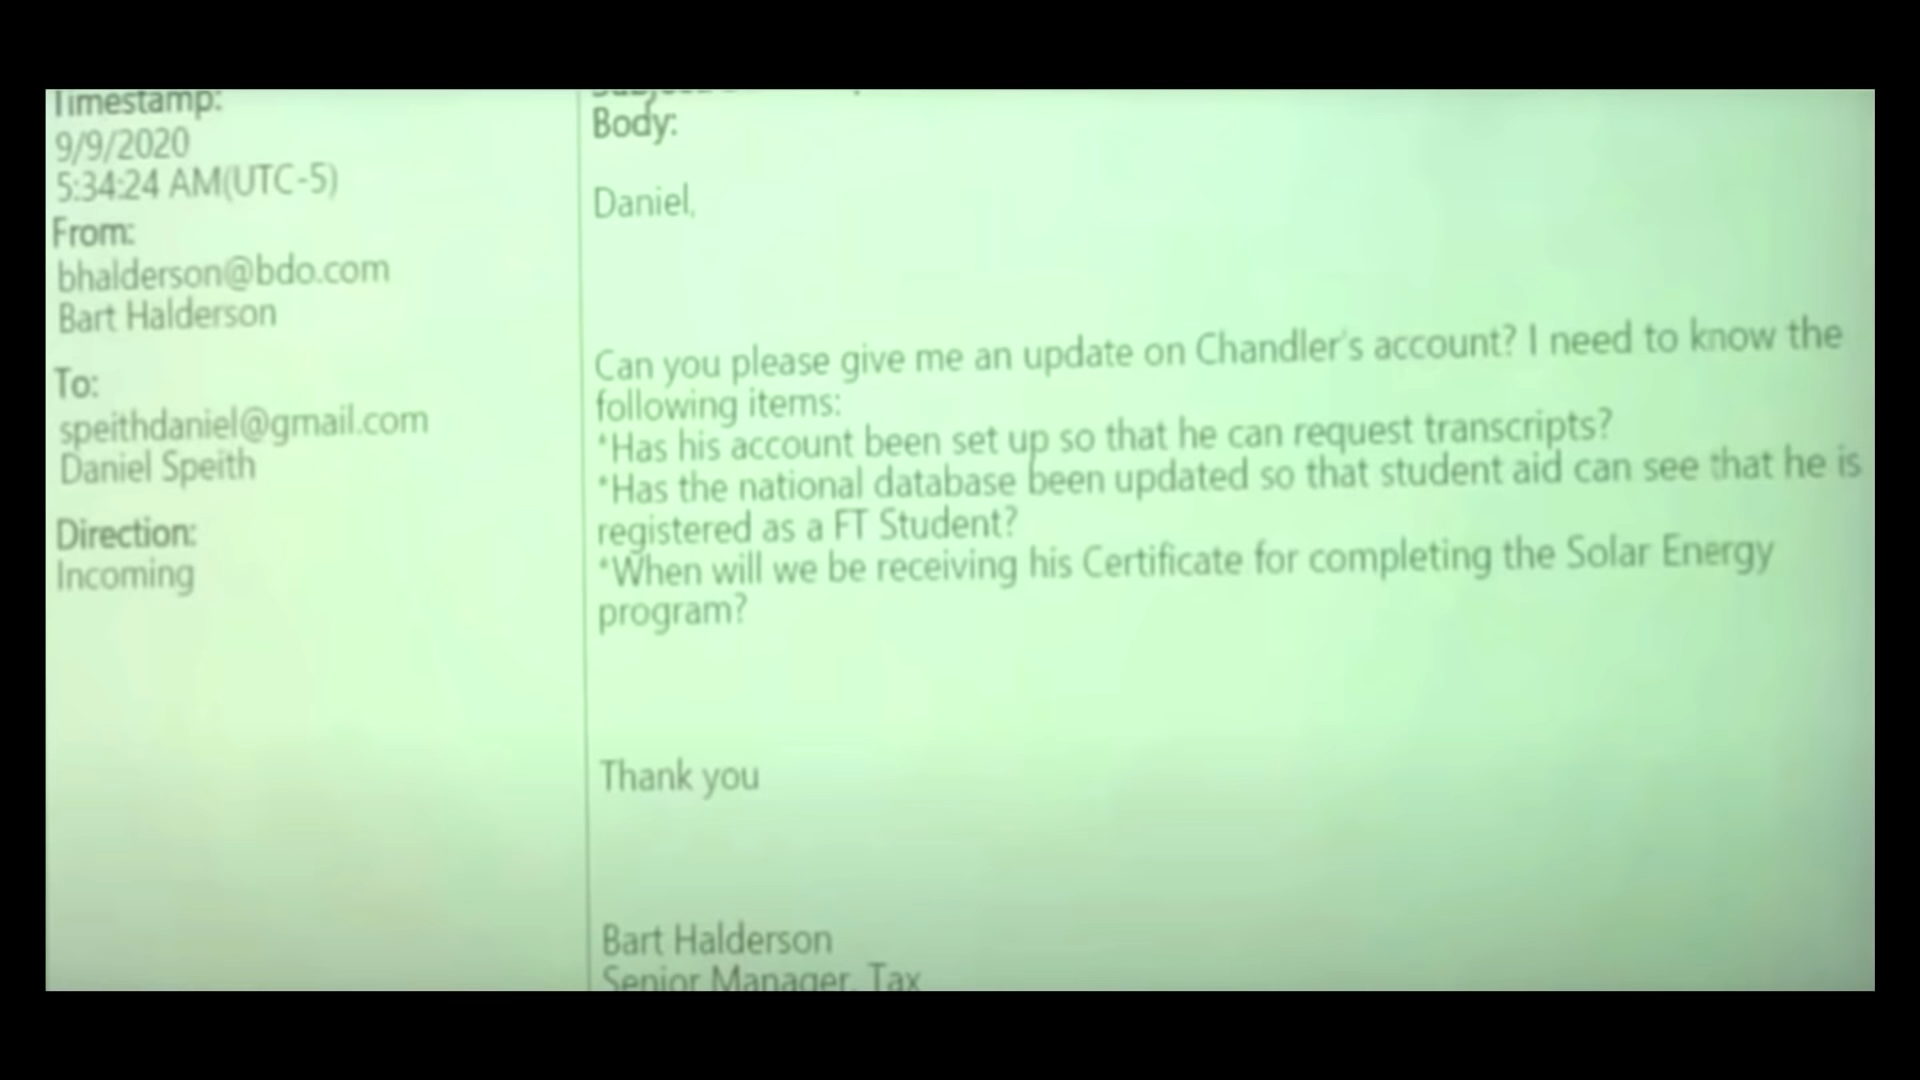 Timestamp:
9/9/2020
5:34:24 AM(UTC-5)
From:
bhalderson@bdo.com
Bart Halderson
To:
speithdaniel@gmail.com
Daniel Speith
Direction:
Incoming
Body:
Daniel,
Can you please give me an update on Chandler's account? I need to know the
following items:
*Has his account been set up so that he can request transcripts?
*Has the national database been updated so that student aid can see that he is
registered as a FT Student?
*When will we be receiving his Certificate for completing the Solar Energy
program?
Thank you
Bart Halderson
Senior Manager, Tax